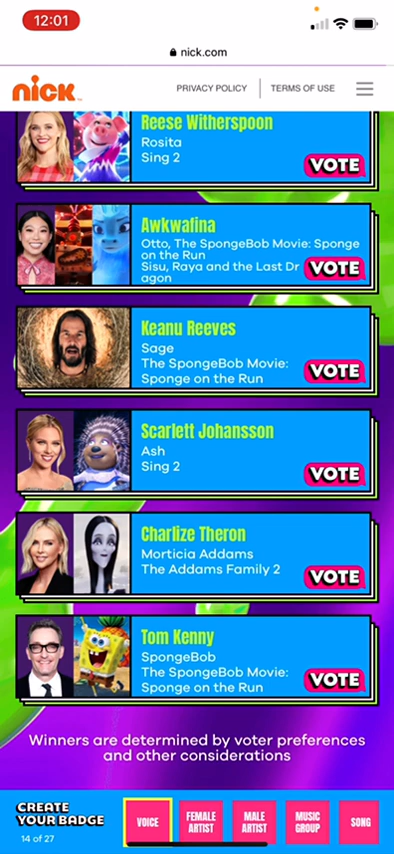 12:01
nick.com
nick
PRIVACY POLICY
TERMS OF USE
Reese Witherspoon
Rosita
Sing 2
VOTE
Awkwafina
Otto, The SpongeBob Movie: Sponge
on the Run
Sisu, Raya and the Last Dr
agon
VOTE
Keanu Reeves
Sage
The SpongeBob Movie:
Sponge on the Run
VOTE
Scarlett Johansson
Ash
Sing 2
VOTE
Charlize Theron
Morticia Addams
The Addams Family 2
VOTE
Tom Kenny
SpongeBob
The SpongeBob Movie:
Sponge on the Run
VOTE
Winners are determined by voter preferences
and other considerations
CREATE
YOUR BADGE
14 of 27
VOICE
FEMALE
ARTIST
MALE
ARTIST
MUSIC
GROUP
SONG